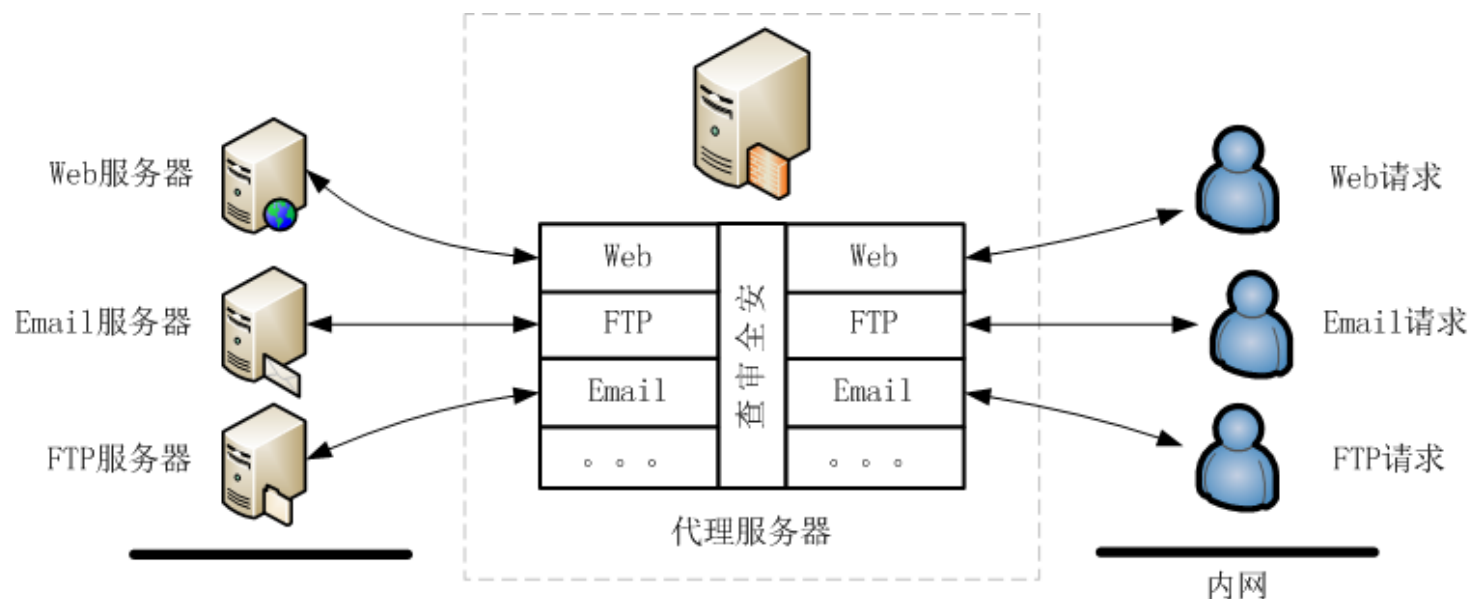 Web服务器
Email服务器
FTP服务器
Web
FTP
Email
。。。
查审全安
Web
FTP
Email
。。。
代理服务器
Web请求
Email请求
FTP请求
内网